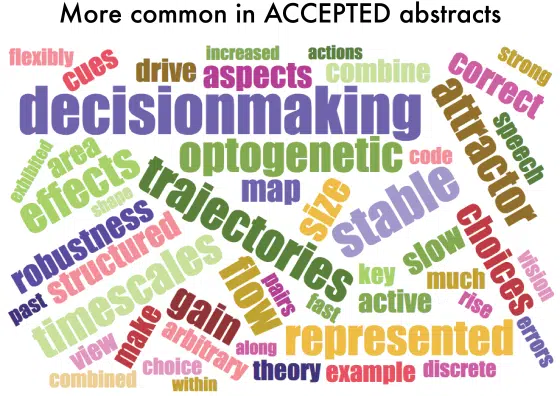 More common in ACCEPTED abstracts
flexibly
cues
drive
increased
actions
aspects
combine
correct
strong
decisionmaking
attractor
speech
exhibited
area
effects
shape
optogenetic
code
trajectories
map
size
stable
robustness
structured
past
timescales
flow
pairs
fast
key
active
slow
much
rise
choices
vision
errors
view
make
gain
arbitrary
along
represented
combined
choice
within
theory
example
discrete